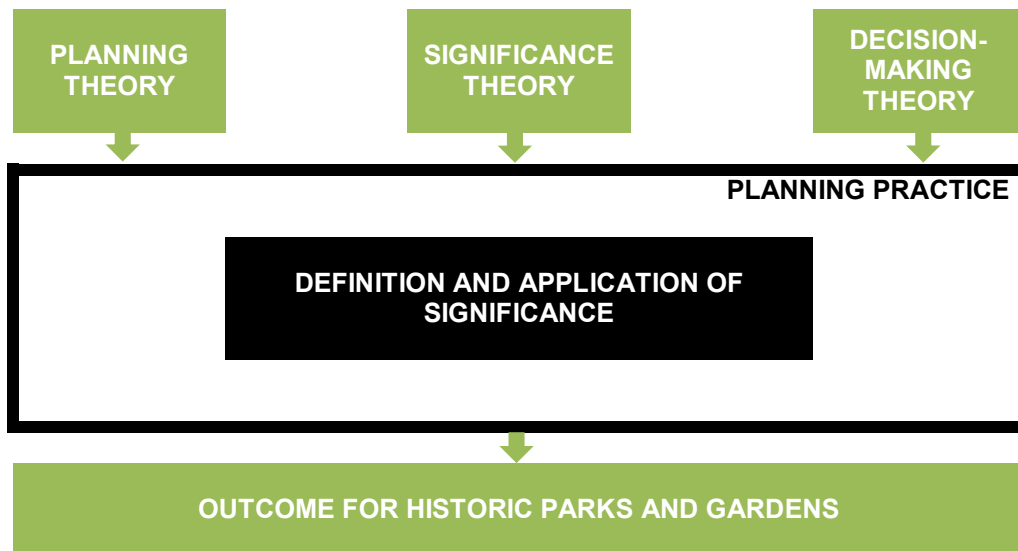 PLANNING
THEORY
SIGNIFICANCE
THEORY
DECISION-
MAKING
THEORY
PLANNING PRACTICE
DEFINITION AND APPLICATION OF
SIGNIFICANCE
OUTCOME FOR HISTORIC PARKS AND GARDENS